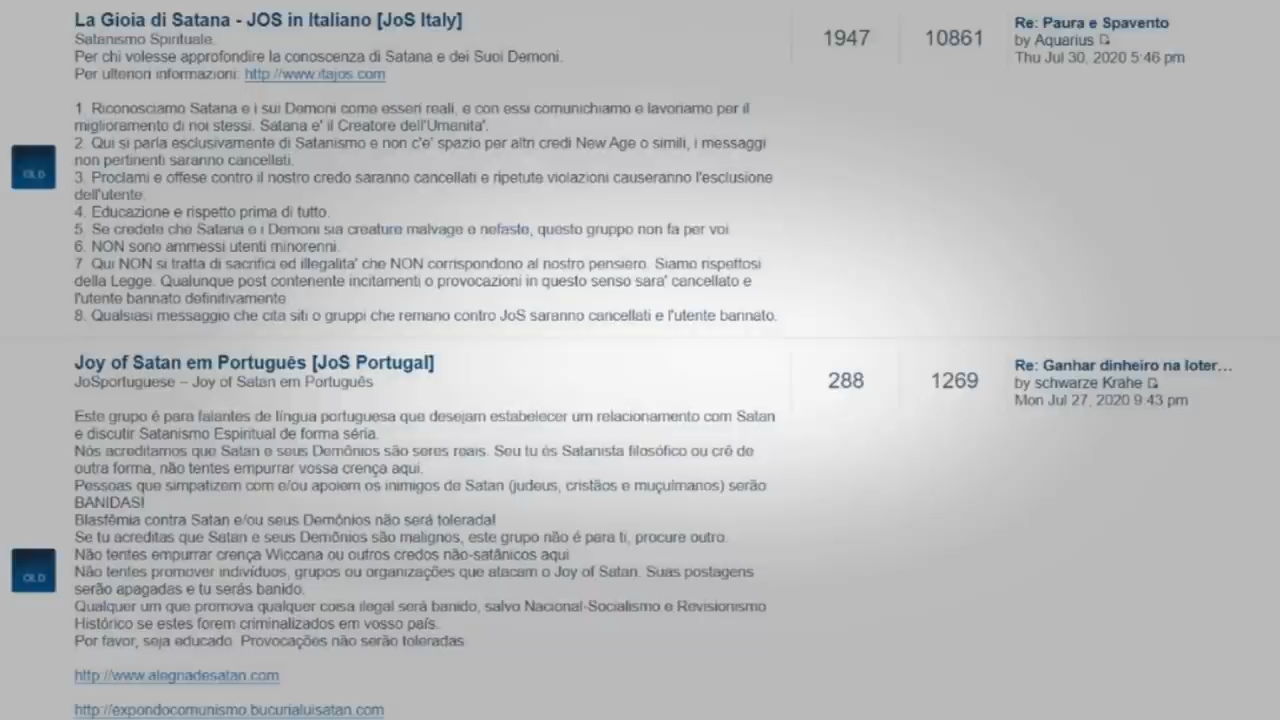 La Gioia di Satana - JOS in Italiano [JoS Italy]
Satanismo Spirituale.
Per chi volesse approfondire la conoscenza di Satana e dei Suoi Demoni.
Per ulteriori informazioni: http://www.itajos.com
1947
10861
Re: Paura e Spavento
by Aquarius
Thu Jul 30, 2020 5:46 pm
1. Riconosciamo Satana e i sui Demoni come esseri reali, e con essi comunichiamo e lavoriamo per il
miglioramento di noi stessi. Satana e' il Creatore dell'Umanita'.
2. Qui si parla esclusivamente di Satanismo e non c'e' spazio per altri credi New Age o simili, i messaggi
non pertinenti saranno cancellati.
3. Proclami e offese contro il nostro credo saranno cancellati e ripetute violazioni causeranno l'esclusione
dell'utente.
4. Educazione e rispetto prima di tutto.
5. Se credete che Satana e i Demoni sia creature malvage e nefaste, questo gruppo non fa per voi
6. NON sono ammessi utenti minorenni.
7. Qui NON si tratta di sacrifici ed illegalita' che NON corrispondono al nostro pensiero. Siamo rispettosi
della Legge. Qualunque post contenente incitamenti o provocazioni in questo senso sara' cancellato e
l'utente bannato definitivamente
8. Qualsiasi messaggio che cita siti o gruppi che remano contro JoS saranno cancellati e l'utente bannato.
OLD
Joy of Satan em Português [JoS Portugal]
JoSportuguese – Joy of Satan em Português
288
1269
Re: Ganhar dinheiro na loter…
by schwarze Krahe
Mon Jul 27, 2020 9:43 pm
Este grupo é para falantes de língua portuguesa que desejam estabelecer um relacionamento com Satan
e discutir Satanismo Espiritual de forma séria.
Nós acreditamos que Satan e seus Demônios são seres reais. Seu tu és Satanista filosófico ou crê de
outra forma, não tentes empurrar vossa crença aqui.
Pessoas que simpatizem com e/ou apoiem os inimigos de Satan (judeus, cristãos e muçulmanos) serão
BANIDAS!
Blasfêmia contra Satan e/ou seus Demônios não será tolerada!
Se tu acreditas que Satan e seus Demônios são malignos, este grupo não é para ti, procure outro.
Não tentes empurrar crença Wiccana ou outros credos não-satânicos aqui
Não tentes promover indivíduos, grupos ou organizações que atacam o Joy of Satan. Suas postagens
serão apagadas e tu serás banido.
Qualquer um que promova qualquer coisa ilegal será banido, salvo Nacional-Socialismo e Revisionismo
Histórico se estes forem criminalizados em vosso país.
Por favor, seja educado. Provocações não serão toleradas
OLD
http://www.alegriadesatan.com
http://expondocomunismo.bucurialuisatan.com